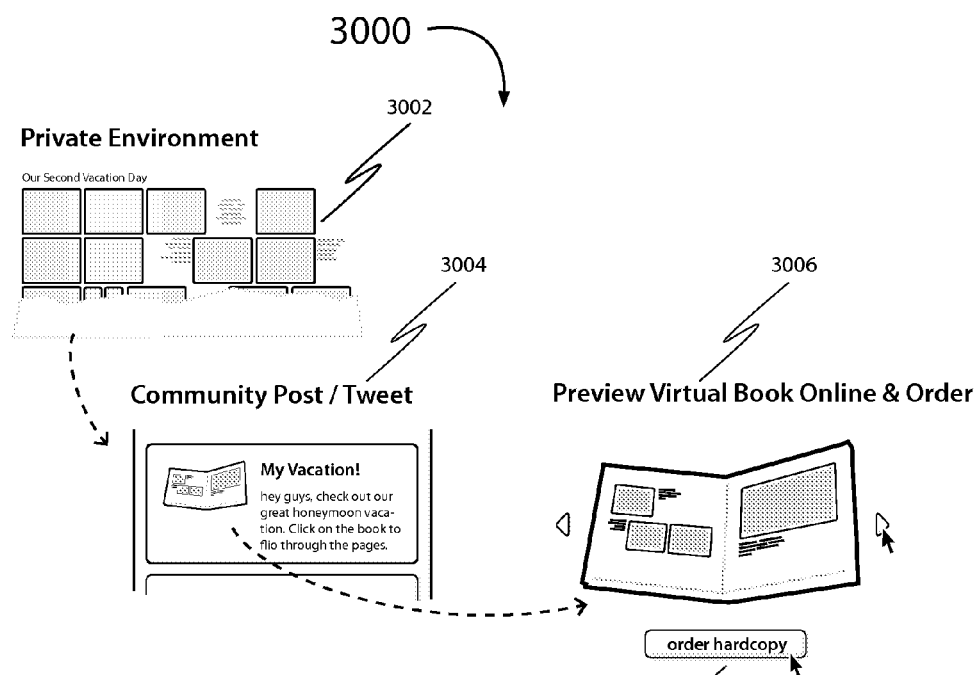 3000
3002
Private Environment
Our Second Vacation Day
3004
3006
Community Post / Tweet
Preview Virtual Book Online & Order
My Vacation!
hey guys, check out our
great honeymoon vaca-
tion. Click on the book to
flio through the pages.
order hardcopy